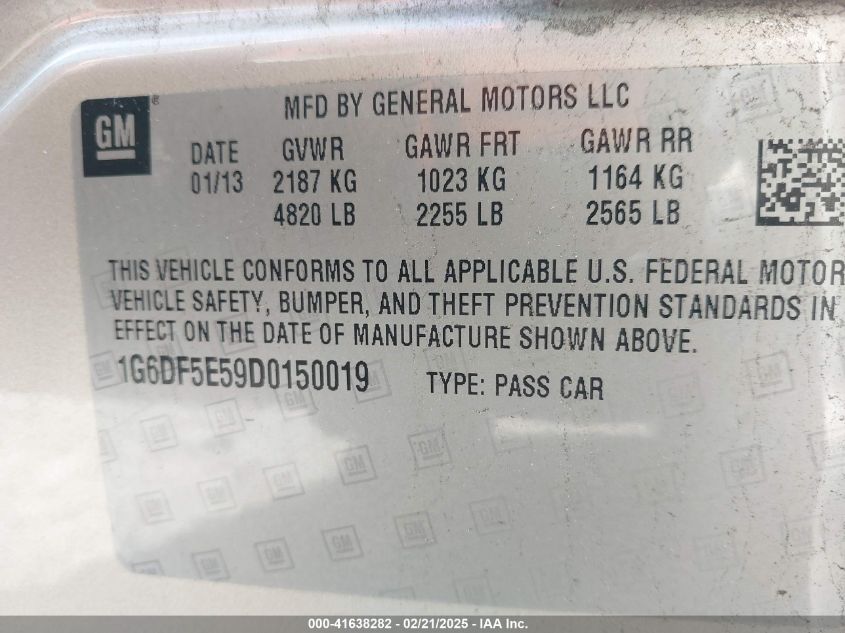 GM®
MFD BY GENERAL MOTORS LLC
DATE GVWR GAWR FRT GAWR RR
01/13 2187 KG 1023 KG 1164 KG
4820 LB 2255 LB 2565 LB
THIS VEHICLE CONFORMS TO ALL APPLICABLE U.S. FEDERAL MOTOR
VEHICLE SAFETY, BUMPER, AND THEFT PREVENTION STANDARDS IN
EFFECT ON THE DATE OF MANUFACTURE SHOWN ABOVE.
1G6DF5E59D0150019 TYPE: PASS CAR
000-41638282 - 02/21/2025 - IAA Inc.